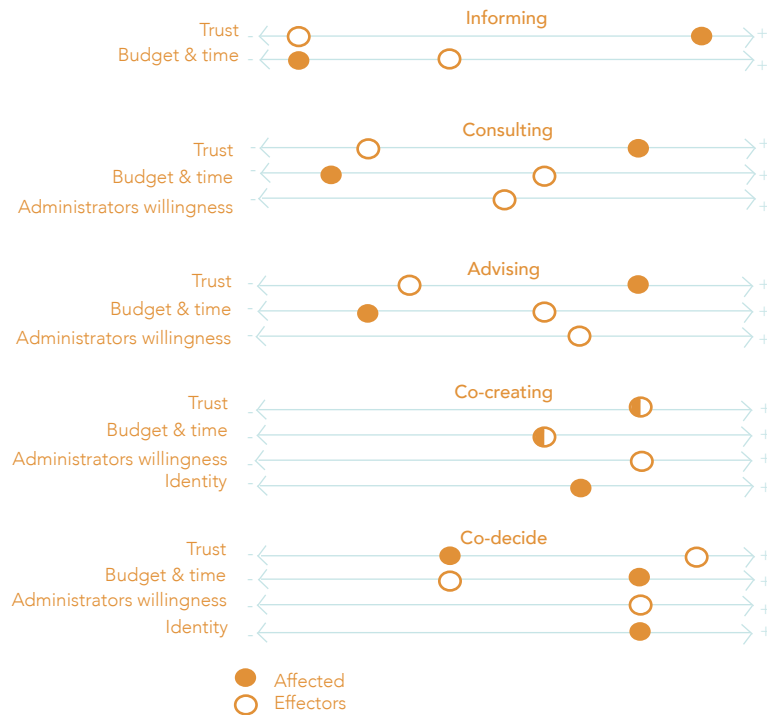 Informing
Trust
- +
Budget & time
- +
Consulting
Trust
- +
Budget & time
- +
Administrators willingness
- +
Advising
Trust
- +
Budget & time
- +
Administrators willingness
- +
Co-creating
Trust
- +
Budget & time
- +
Administrators willingness
- +
Identity
- +
Co-decide
Trust
- +
Budget & time
- +
Administrators willingness
- +
Identity
- +
Affected
Effectors